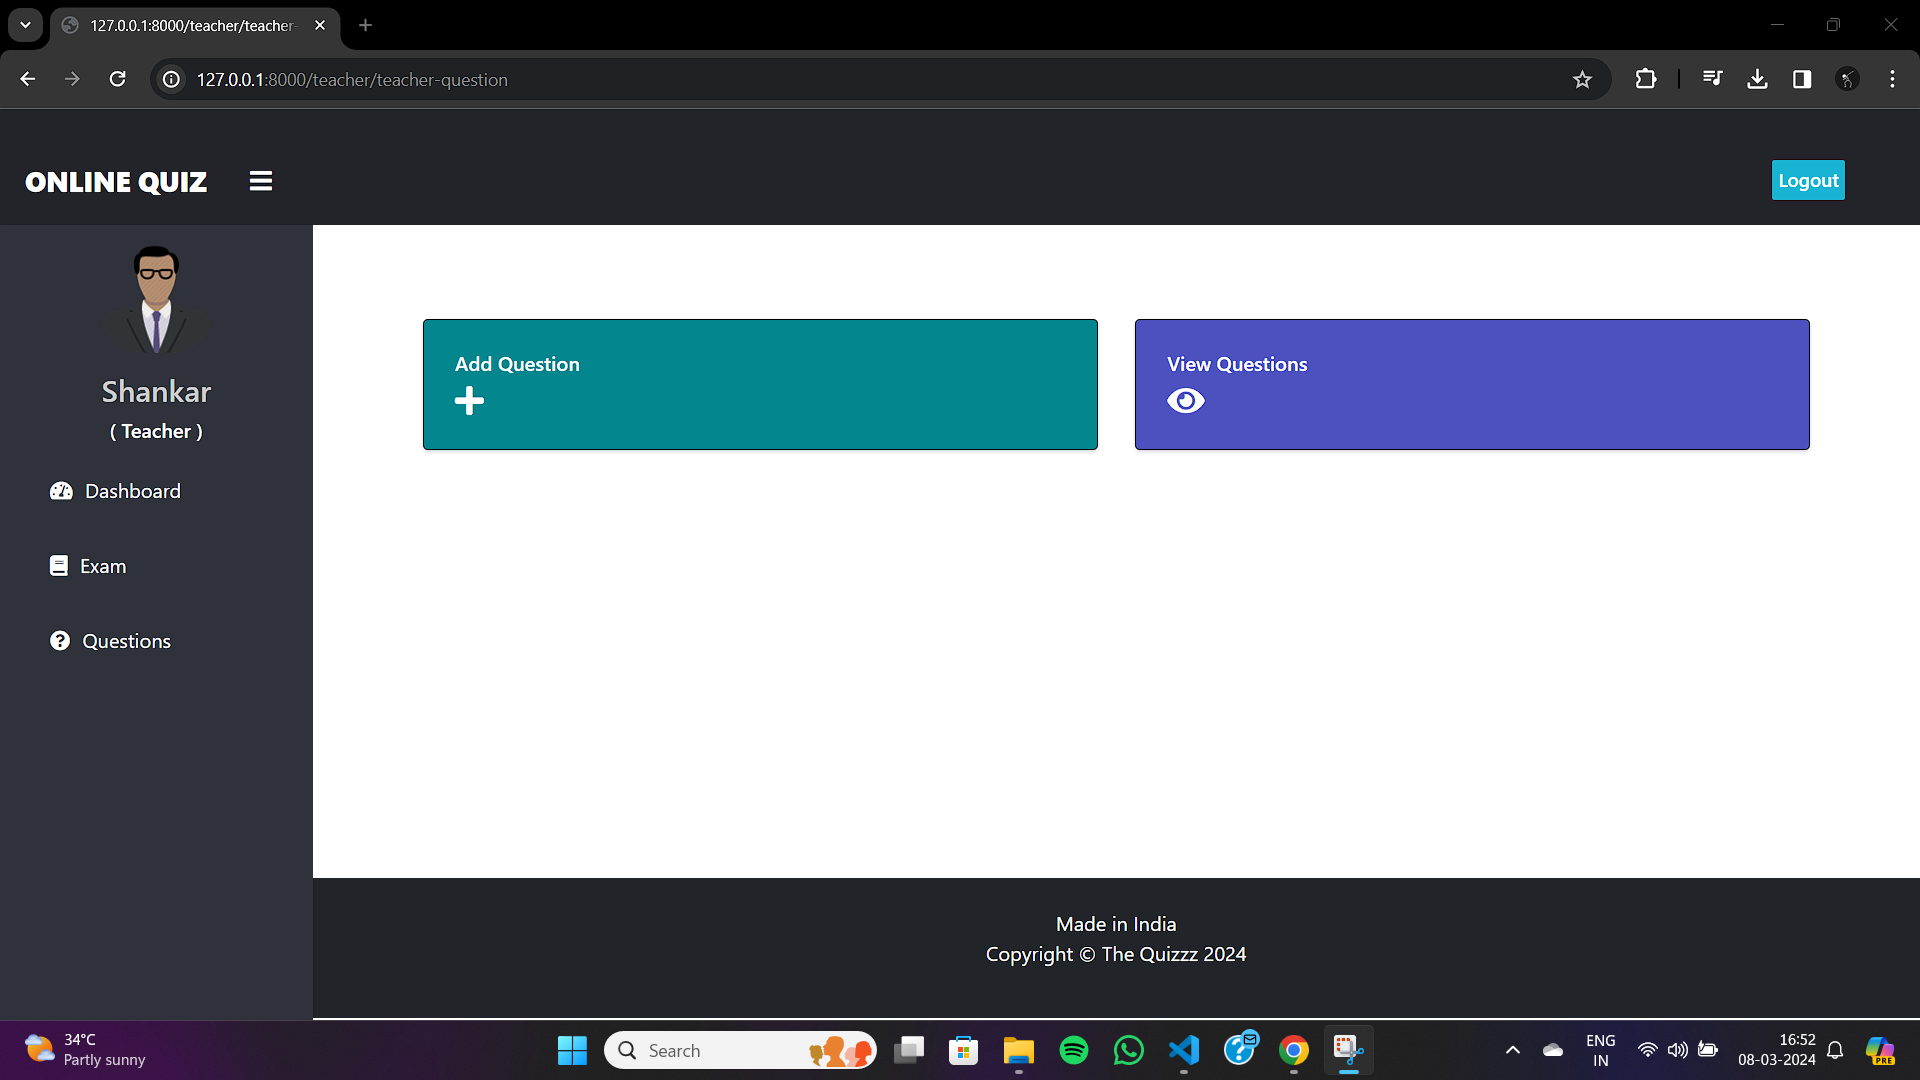 127.0.0.1:8000/teacher/teacher-
127.0.0.1:8000/teacher/teacher-question
ONLINE QUIZ
Logout
Shankar
( Teacher )
Dashboard
Exam
Questions
Add Question
View Questions
Made in India
Copyright © The Quizzz 2024
34°C
Partly sunny
Search
ENG
IN
16:52
08-03-2024
PRE